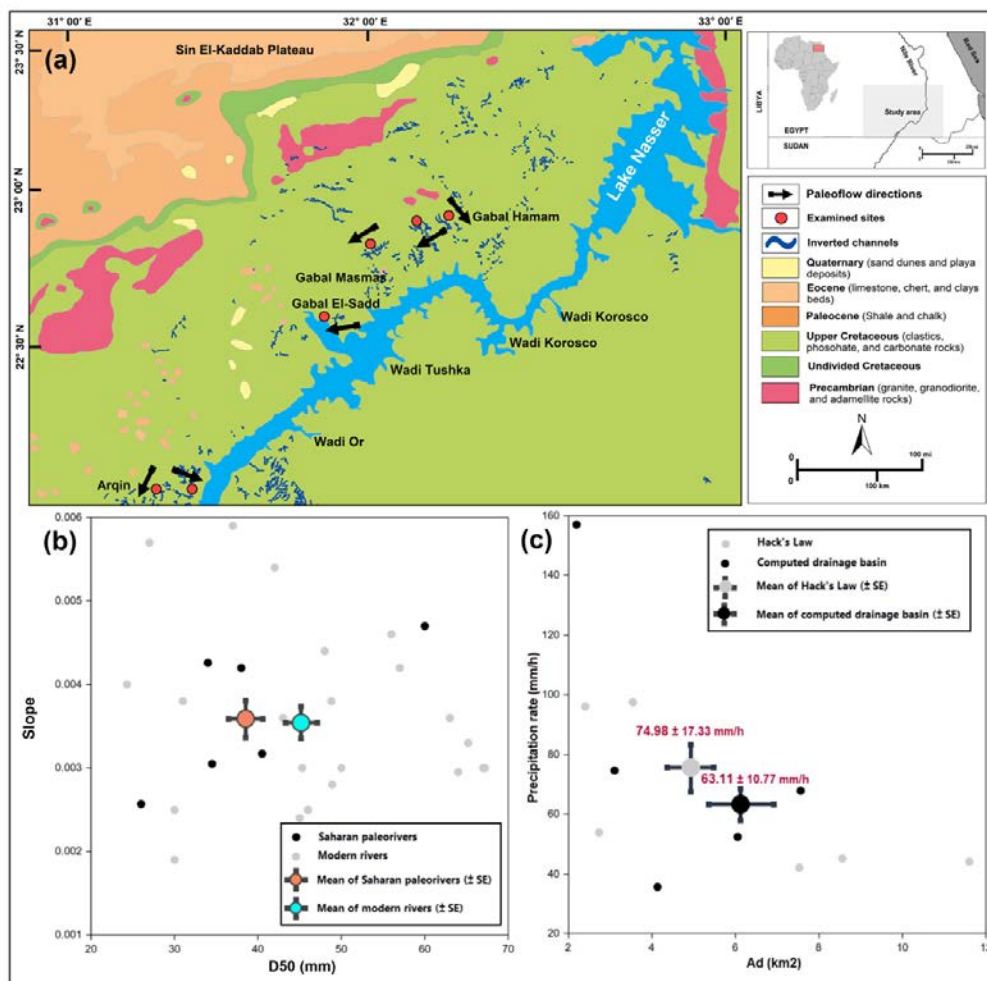 31° 00′ E
32° 00′ E
33° 00′ E
23° 30′ N
23° 00′ N
22° 30′ N
(a)
Sin El-Kaddab Plateau
Lake Nasser
Gabal Hamam
Gabal Masmas
Gabal El-Sadd
Wadi Korosco
Wadi Korosco
Wadi Tushka
Wadi Or
Arqin
LIBYA
Nile River
Red Sea
Study area
EGYPT
SUDAN
0
Paleoflow directions
Examined sites
Inverted channels
Quaternary (sand dunes and playa
deposits)
Eocene (limestone, chert, and clays
beds)
Paleocene (Shale and chalk)
Upper Cretaceous (clastics,
phosohate, and carbonate rocks)
Undivided Cretaceous
Precambrian (granite, granodiorite,
and adamellite rocks)
N
0
100 mi
0
100 km
(b)
0.006
0.005
0.004
0.003
0.002
0.001
Slope
Saharan paleorivers
Modern rivers
Mean of Saharan paleorivers (± SE)
Mean of modern rivers (± SE)
20
30
40
50
60
70
D50 (mm)
(c)
160
140
120
100
80
60
40
20
Precipitation rate (mm/h)
Hack's Law
Computed drainage basin
Mean of Hack's Law (± SE)
Mean of computed drainage basin (± SE)
74.98 ± 17.33 mm/h
63.11 ± 10.77 mm/h
2
4
6
8
10
12
Ad (km2)